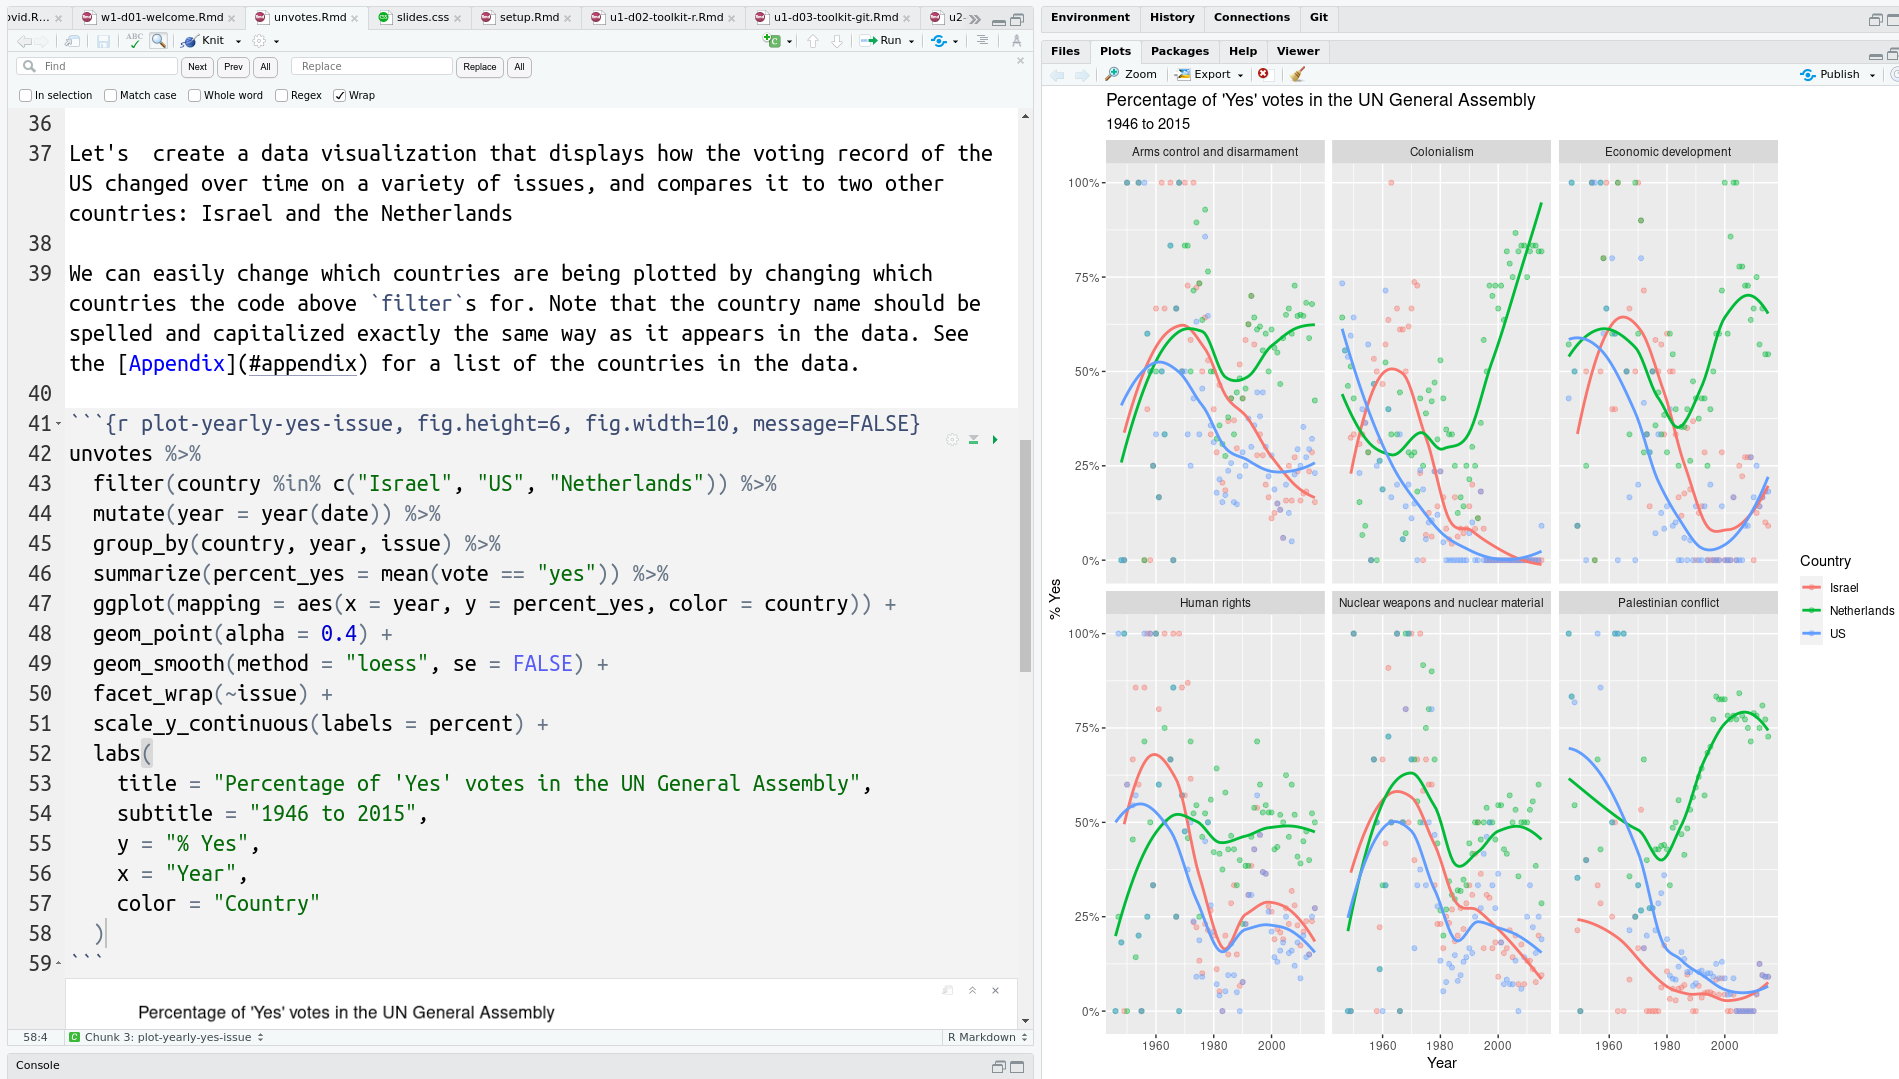 ovid.R...
w1-d01-welcome.Rmd
unvotes.Rmd
slides.css
setup.Rmd
u1-d02-toolkit-r.Rmd
u1-d03-toolkit-git.Rmd
u2-
ABC
Knit
Run
Find
Next
Prev
All
Replace
Replace
All
In selection
Match case
Whole word
Regex
Wrap
36
37 Let's  create a data visualization that displays how the voting record of the
US changed over time on a variety of issues, and compares it to two other
countries: Israel and the Netherlands
38
39 We can easily change which countries are being plotted by changing which
countries the code above `filter`s for. Note that the country name should be
spelled and capitalized exactly the same way as it appears in the data. See
the [Appendix](#appendix) for a list of the countries in the data.
40
41 ```{r plot-yearly-yes-issue, fig.height=6, fig.width=10, message=FALSE}
42 unvotes %>%
43   filter(country %in% c("Israel", "US", "Netherlands")) %>%
44   mutate(year = year(date)) %>%
45   group_by(country, year, issue) %>%
46   summarize(percent_yes = mean(vote == "yes")) %>%
47   ggplot(mapping = aes(x = year, y = percent_yes, color = country)) +
48   geom_point(alpha = 0.4) +
49   geom_smooth(method = "loess", se = FALSE) +
50   facet_wrap(~issue) +
51   scale_y_continuous(labels = percent) +
52   labs(
53     title = "Percentage of 'Yes' votes in the UN General Assembly",
54     subtitle = "1946 to 2015",
55     y = "% Yes",
56     x = "Year",
57     color = "Country"
58   )
59 ```
Percentage of 'Yes' votes in the UN General Assembly
58:4
C Chunk 3: plot-yearly-yes-issue
R Markdown
Console
Environment
History
Connections
Git
Files
Plots
Packages
Help
Viewer
Zoom
Export
Publish
Percentage of 'Yes' votes in the UN General Assembly
1946 to 2015
Arms control and disarmament
Colonialism
Economic development
100%
75%
50%
25%
0%
Human rights
Nuclear weapons and nuclear material
Palestinian conflict
100%
75%
50%
25%
0%
% Yes
1960 1980 2000
1960 1980 2000
1960 1980 2000
Year
Country
Israel
Netherlands
US